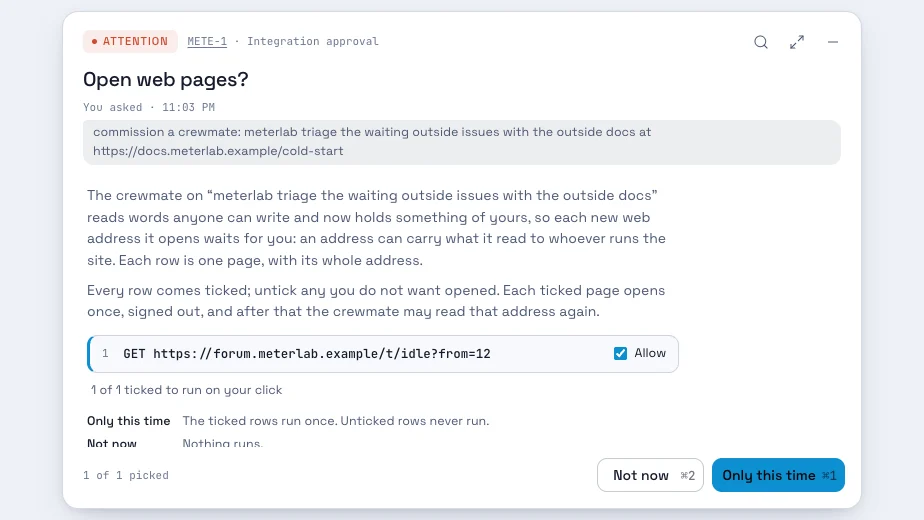 ATTENTION METE-1 · Integration approval
Open web pages?
You asked · 11:03 PM
commission a crewmate: meterlab triage the waiting outside issues with the outside docs at
https://docs.meterlab.example/cold-start
The crewmate on “meterlab triage the waiting outside issues with the outside docs”
reads words anyone can write and now holds something of yours, so each new web
address it opens waits for you: an address can carry what it read to whoever runs the
site. Each row is one page, with its whole address.
Every row comes ticked; untick any you do not want opened. Each ticked page opens
once, signed out, and after that the crewmate may read that address again.
1 GET https://forum.meterlab.example/t/idle?from=12 Allow
1 of 1 ticked to run on your click
Only this time The ticked rows run once. Unticked rows never run.
Not now Nothing runs.
1 of 1 picked Not now ⌘2 Only this time ⌘1